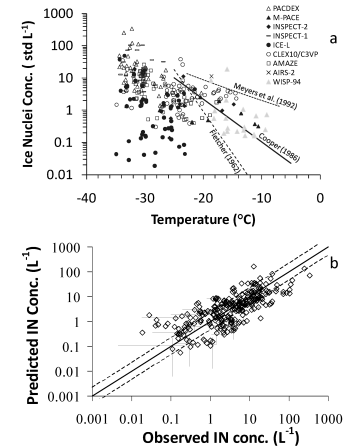 △ PACDEX
▲ M-PACE
◆ INSPECT-2
− INSPECT-1
● ICE-L
○ CLEX10/C3VP
□ AMAZE
× AIRS-2
▲ WISP-94
a
1000
100
10
1
0.1
0.01
Ice Nuclei Conc. ( std L-1)
Meyers et al. (1992)
Fletcher (1962)
Cooper (1986)
-40 -30 -20 -10 0
Temperature (°C)
b
1000
100
10
1
0.1
0.01
0.001
Predicted IN Conc. (L-1)
0.001 0.01 0.1 1 10 100 1000
Observed IN conc. (L-1)